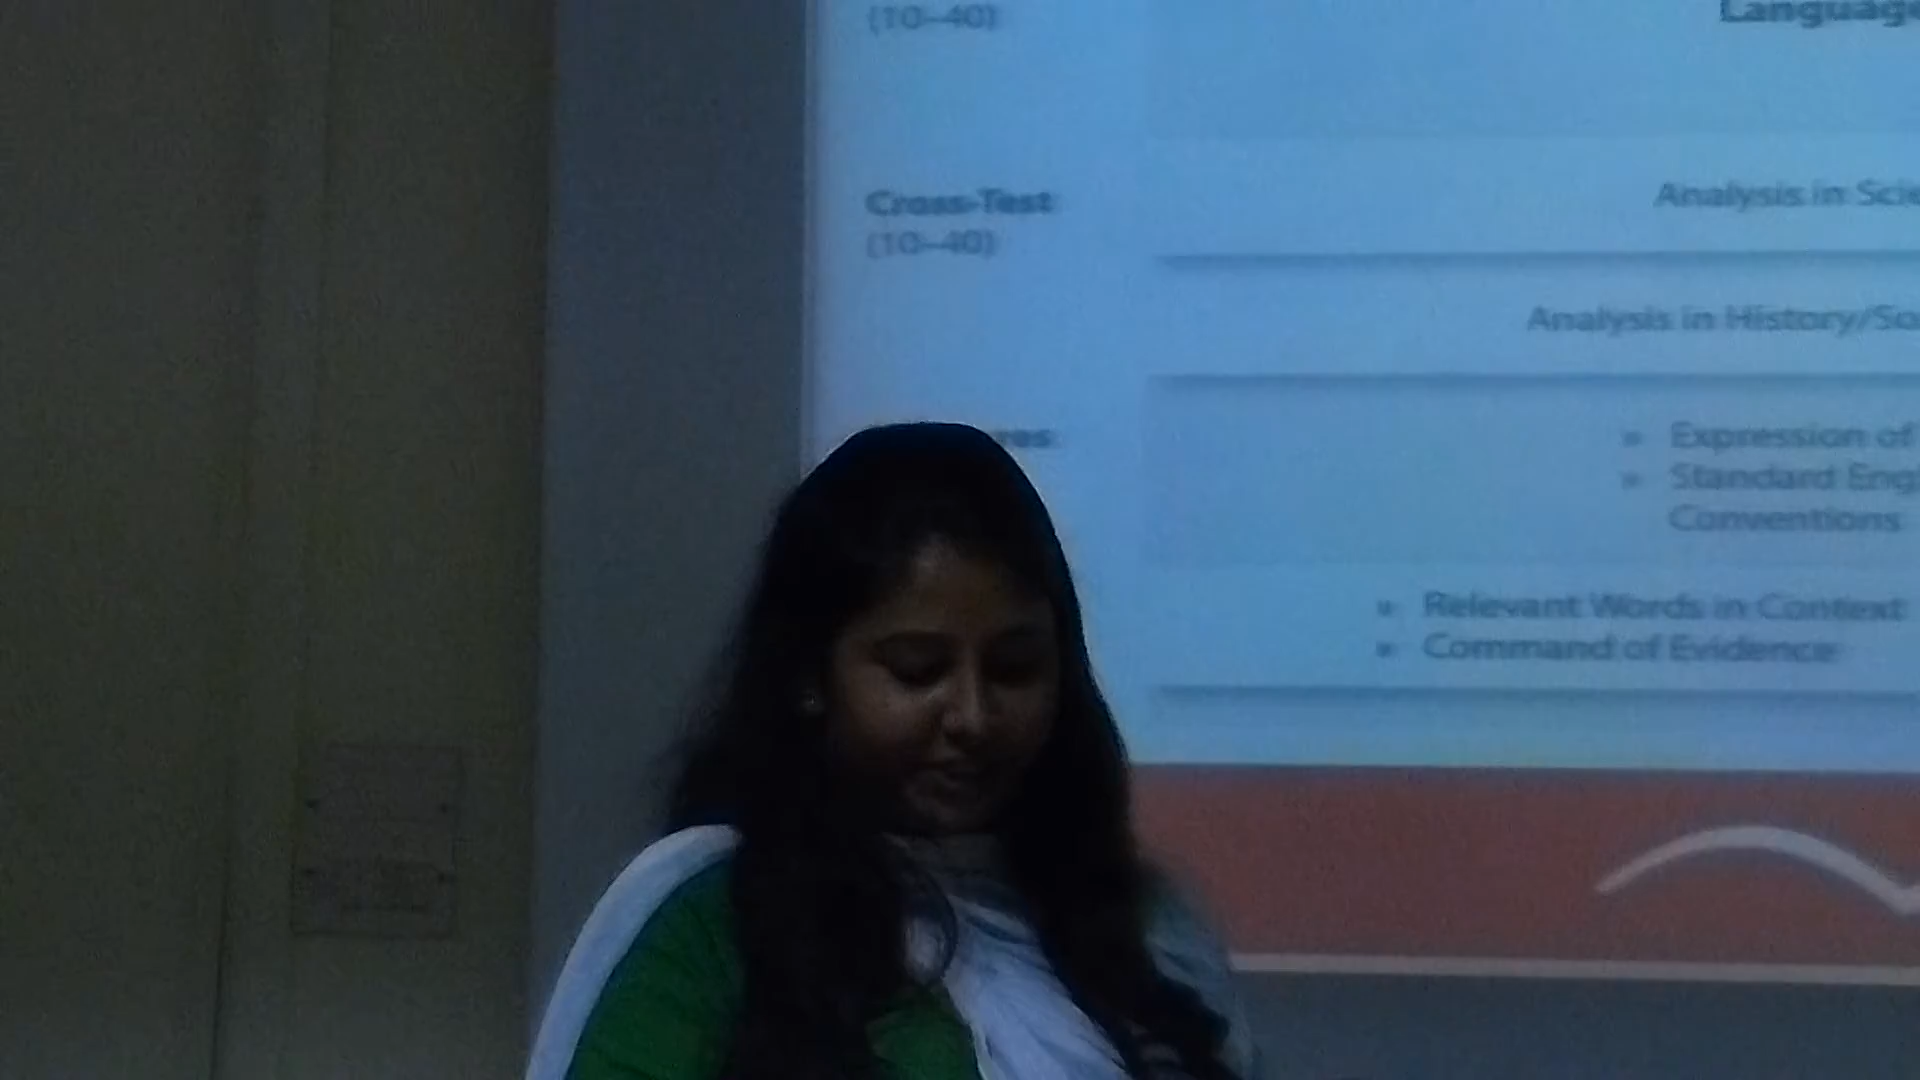 (10–40)
Language
Cross-Test
(10–40)
Analysis in Scie
Analysis in History/So
» Expression of
» Standard Eng
Conventions
» Relevant Words in Context
» Command of Evidence